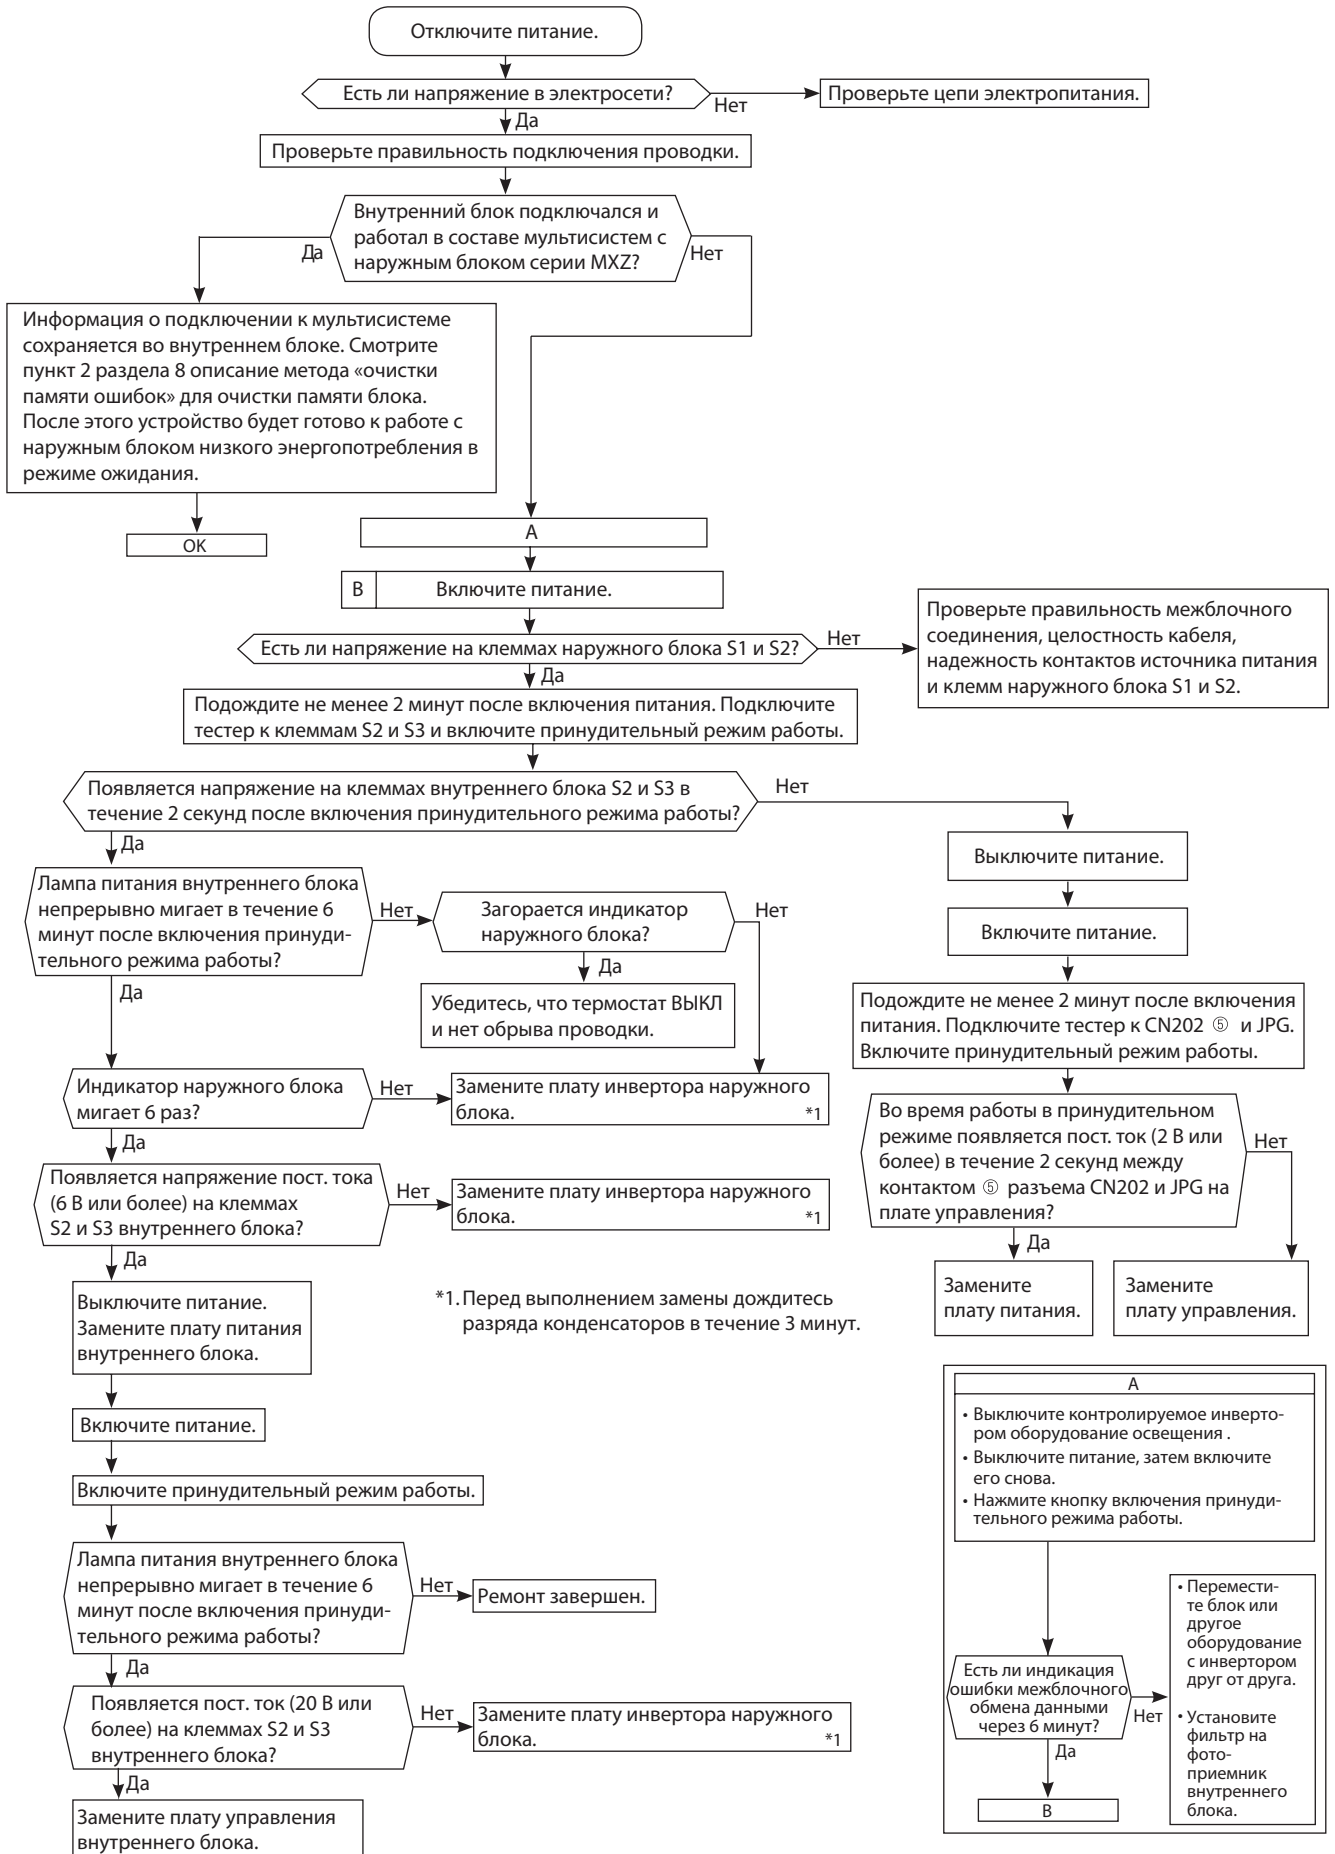 Отключите питание.
Есть ли напряжение в электросети?
Нет
Проверьте цепи электропитания.
Да
Проверьте правильность подключения проводки.
Внутренний блок подключался и
работал в составе мультисистем с
наружным блоком серии MXZ?
Да
Нет
Информация о подключении к мультисистеме
сохраняется во внутреннем блоке. Смотрите
пункт 2 раздела 8 описание метода «очистки
памяти ошибок» для очистки памяти блока.
После этого устройство будет готово к работе с
наружным блоком низкого энергопотребления в
режиме ожидания.
OK
A
B
Включите питание.
Есть ли напряжение на клеммах наружного блока S1 и S2?
Нет
Проверьте правильность межблочного
соединения, целостность кабеля,
надежность контактов источника питания
и клемм наружного блока S1 и S2.
Да
Подождите не менее 2 минут после включения питания. Подключите
тестер к клеммам S2 и S3 и включите принудительный режим работы.
Появляется напряжение на клеммах внутреннего блока S2 и S3 в
течение 2 секунд после включения принудительного режима работы?
Нет
Да
Лампа питания внутреннего блока
непрерывно мигает в течение 6
минут после включения принуди-
тельного режима работы?
Нет
Загорается индикатор
наружного блока?
Нет
Да
Убедитесь, что термостат ВЫКЛ
и нет обрыва проводки.
Да
Индикатор наружного блока
мигает 6 раз?
Нет
Замените плату инвертора наружного
блока. *1
Да
Появляется напряжение пост. тока
(6 В или более) на клеммах
S2 и S3 внутреннего блока?
Нет
Замените плату инвертора наружного
блока. *1
Да
Выключите питание.
Замените плату питания
внутреннего блока.
*1. Перед выполнением замены дождитесь
разряда конденсаторов в течение 3 минут.
Включите питание.
Включите принудительный режим работы.
Лампа питания внутреннего блока
непрерывно мигает в течение 6
минут после включения принуди-
тельного режима работы?
Нет
Ремонт завершен.
Да
Появляется пост. ток (20 В или
более) на клеммах S2 и S3
внутреннего блока?
Нет
Замените плату инвертора наружного
блока. *1
Да
Замените плату управления
внутреннего блока.
Выключите питание.
Включите питание.
Подождите не менее 2 минут после включения
питания. Подключите тестер к CN202 ⑤ и JPG.
Включите принудительный режим работы.
Во время работы в принудительном
режиме появляется пост. ток (2 В или
более) в течение 2 секунд между
контактом ⑤ разъема CN202 и JPG на
плате управления?
Нет
Да
Замените
плату питания.
Замените
плату управления.
A
• Выключите контролируемое инверто-
ром оборудование освещения .
• Выключите питание, затем включите
его снова.
• Нажмите кнопку включения принуди-
тельного режима работы.
Есть ли индикация
ошибки межблочного
обмена данными
через 6 минут?
Нет
Да
B
• Перемести-
те блок или
другое
оборудование
с инвертором
друг от друга.
• Установите
фильтр на
фото-
приемник
внутреннего
блока.